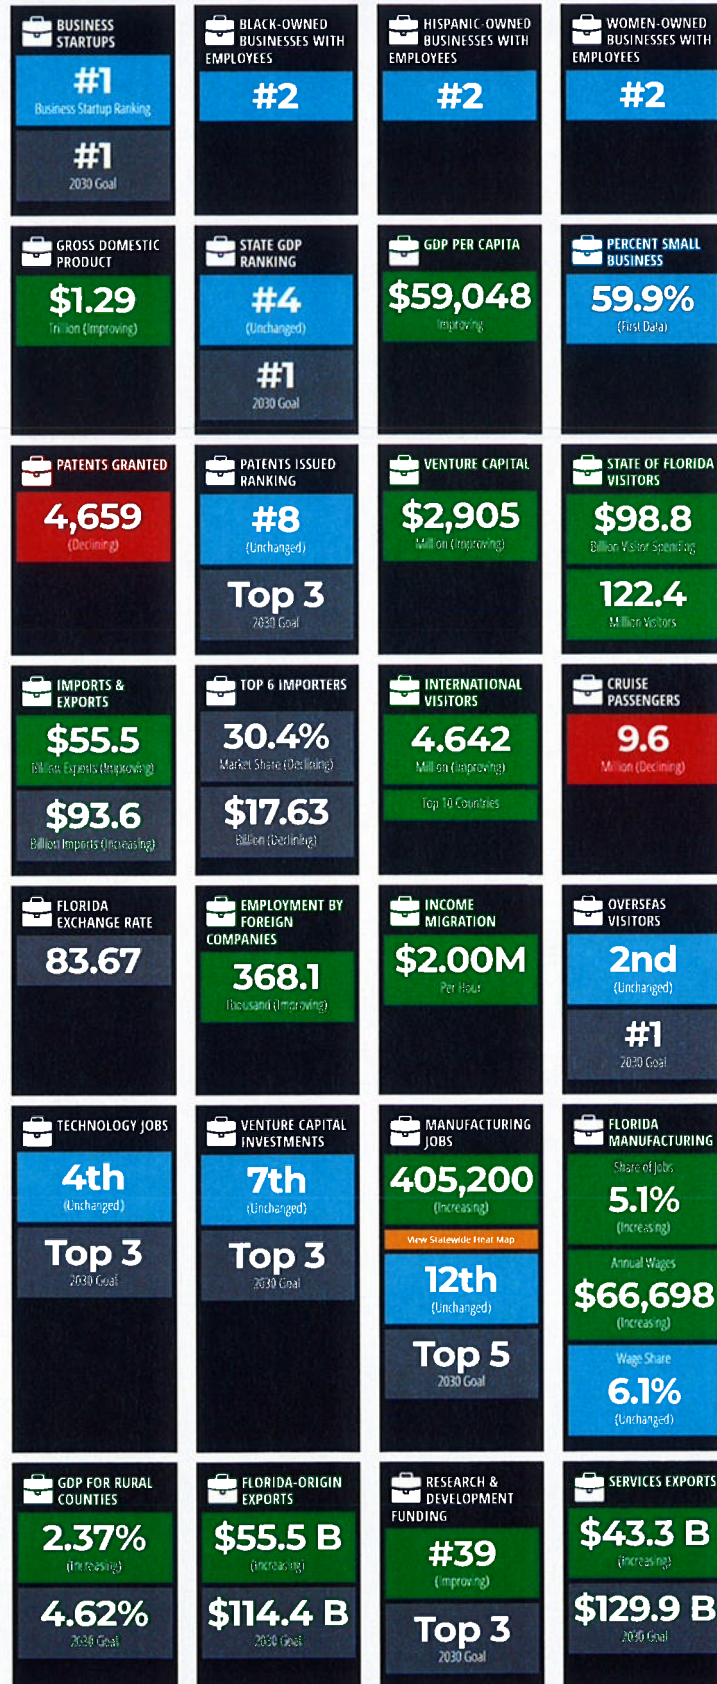 BUSINESS
STARTUPS
#1
Business Startup Ranking
#1
2030 Goal
BLACK-OWNED
BUSINESSES WITH
EMPLOYEES
#2
HISPANIC-OWNED
BUSINESSES WITH
EMPLOYEES
#2
WOMEN-OWNED
BUSINESSES WITH
EMPLOYEES
#2
GROSS DOMESTIC
PRODUCT
$1.29
Trillion (Improving)
STATE GDP
RANKING
#4
(Unchanged)
#1
2030 Goal
GDP PER CAPITA
$59,048
Improving
PERCENT SMALL
BUSINESS
59.9%
(First Data)
PATENTS GRANTED
4,659
(Declining)
PATENTS ISSUED
RANKING
#8
(Unchanged)
Top 3
2030 Goal
VENTURE CAPITAL
$2,905
Million (Improving)
STATE OF FLORIDA
VISITORS
$98.8
Billion Visitor Spending
122.4
Million Visitors
IMPORTS &
EXPORTS
$55.5
Billion Exports (Improving)
$93.6
Billion Imports (Increasing)
TOP 6 IMPORTERS
30.4%
Market Share (Declining)
$17.63
Billion (Declining)
INTERNATIONAL
VISITORS
4.642
Million (Improving)
Top 10 Countries
CRUISE
PASSENGERS
9.6
Million (Declining)
FLORIDA
EXCHANGE RATE
83.67
EMPLOYMENT BY
FOREIGN
COMPANIES
368.1
Thousand (Improving)
INCOME
MIGRATION
$2.00M
Per Hour
OVERSEAS
VISITORS
2nd
(Unchanged)
#1
2030 Goal
TECHNOLOGY JOBS
4th
(Unchanged)
Top 3
2030 Goal
VENTURE CAPITAL
INVESTMENTS
7th
(Unchanged)
Top 3
2030 Goal
MANUFACTURING
JOBS
405,200
(Increasing)
View Statewide Heat Map
12th
(Unchanged)
Top 5
2030 Goal
FLORIDA
MANUFACTURING
Share of Jobs
5.1%
(Increasing)
Annual Wages
$66,698
(Increasing)
Wage Share
6.1%
(Unchanged)
GDP FOR RURAL
COUNTIES
2.37%
(Increasing)
4.62%
2030 Goal
FLORIDA-ORIGIN
EXPORTS
$55.5 B
(Increasing)
$114.4 B
2030 Goal
RESEARCH &
DEVELOPMENT
FUNDING
#39
(Improving)
Top 3
2030 Goal
SERVICES EXPORTS
$43.3 B
(Increasing)
$129.9 B
2030 Goal